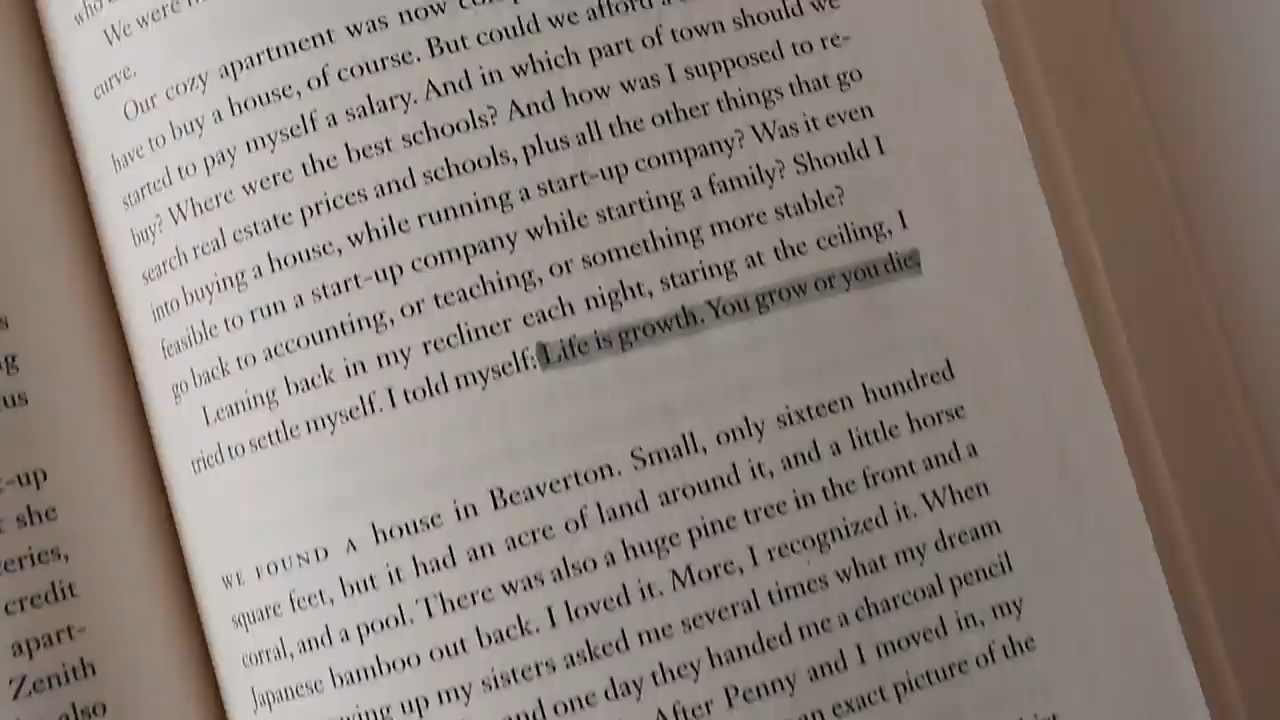 We were
curve.
Our cozy apartment was now
have to buy a house, of course. But could we afford a
started to pay myself a salary. And in which part of town should we
buy? Where were the best schools? And how was I supposed to re-
search real estate prices and schools, plus all the other things that go
into buying a house, while running a start-up company? Was it even
feasible to run a start-up company while starting a family? Should I
go back to accounting, or teaching, or something more stable?
Leaning back in my recliner each night, staring at the ceiling, I
tried to settle myself. I told myself: Life is growth. You grow or you die.
WE FOUND A house in Beaverton. Small, only sixteen hundred
square feet, but it had an acre of land around it, and a little horse
corral, and a pool. There was also a huge pine tree in the front and a
Japanese bamboo out back. I loved it. More, I recognized it. When
up my sisters asked me several times what my dream
and one day they handed me a charcoal pencil
After Penny and I moved in, my
an exact picture of the
-up
she
credit
apart-
Zenith
also